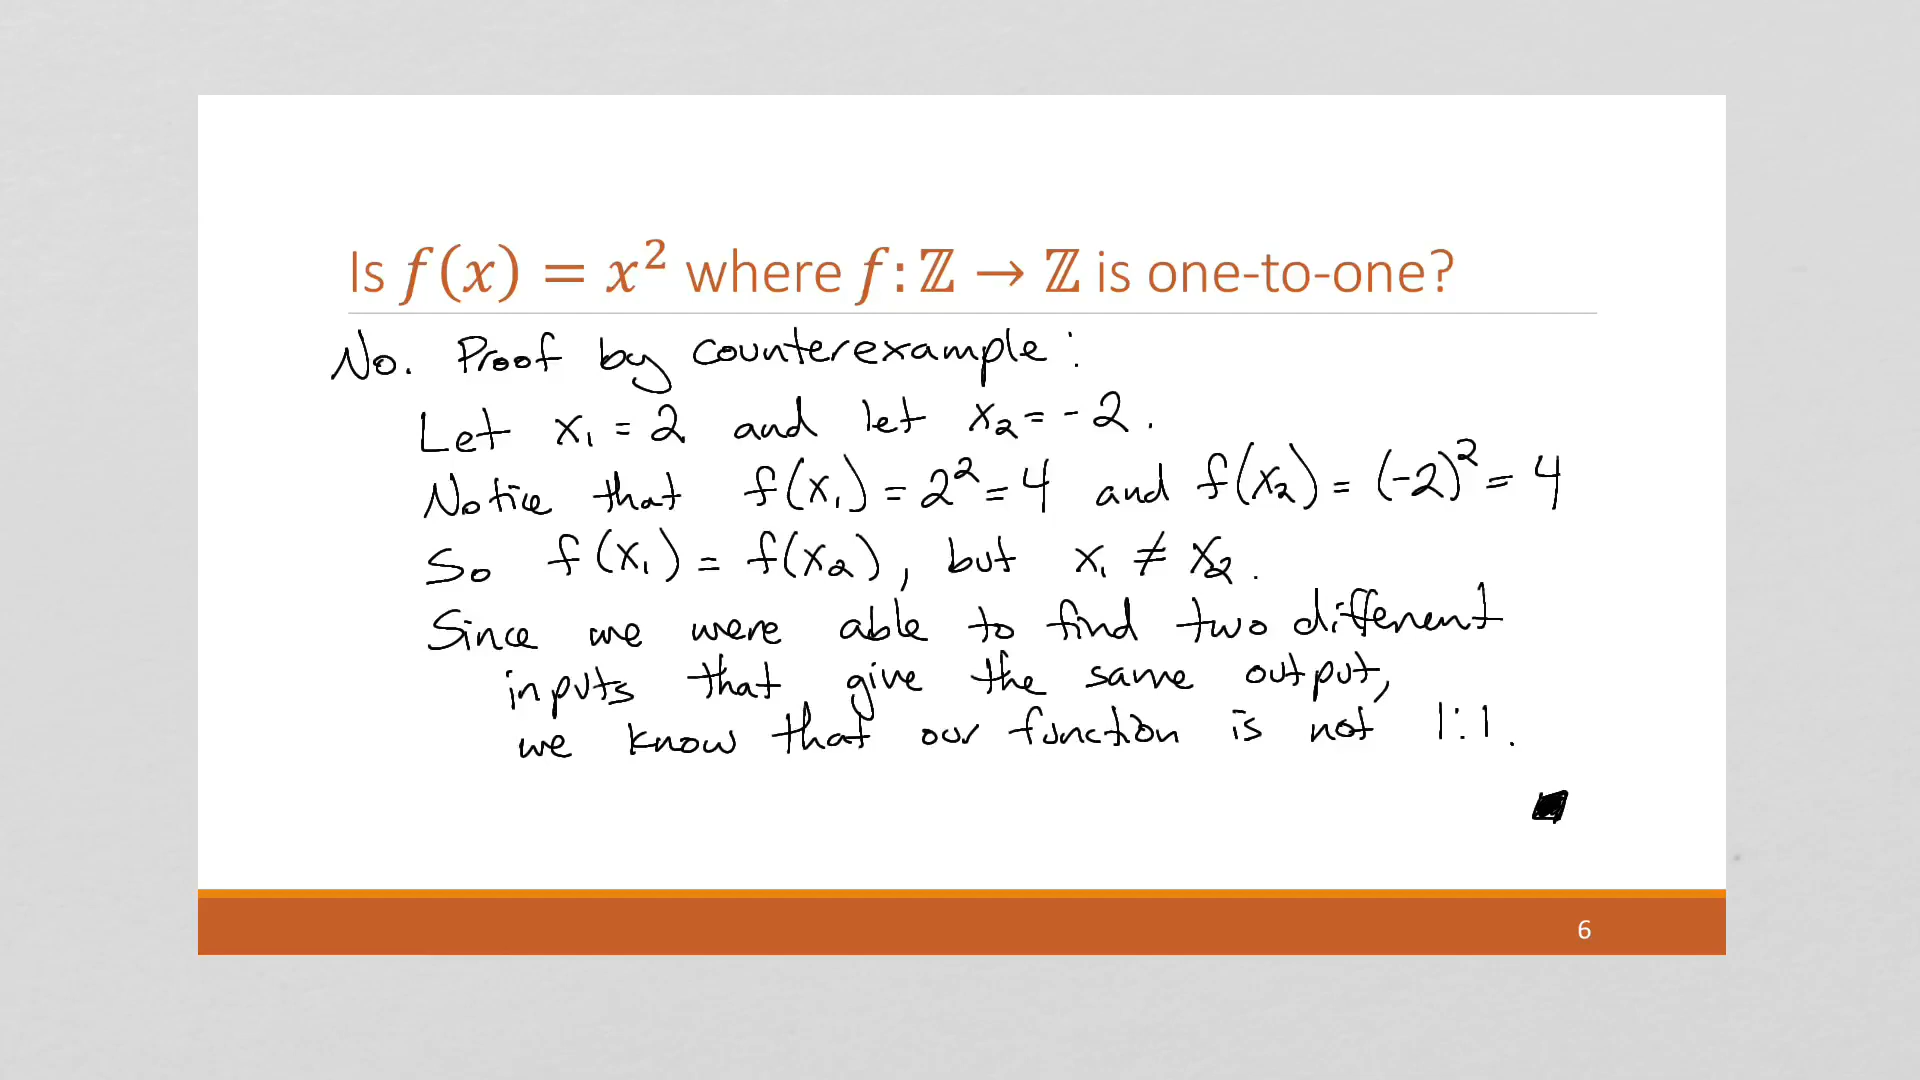 Is f(x) = x² where f: ℤ → ℤ is one-to-one?
No. Proof by counterexample:
Let x₁ = 2 and let x₂ = -2.
Notice that f(x₁) = 2² = 4 and f(x₂) = (-2)² = 4
So f(x₁) = f(x₂), but x₁ ≠ x₂.
Since we were able to find two different
inputs that give the same output,
we know that our function is not 1:1.
6